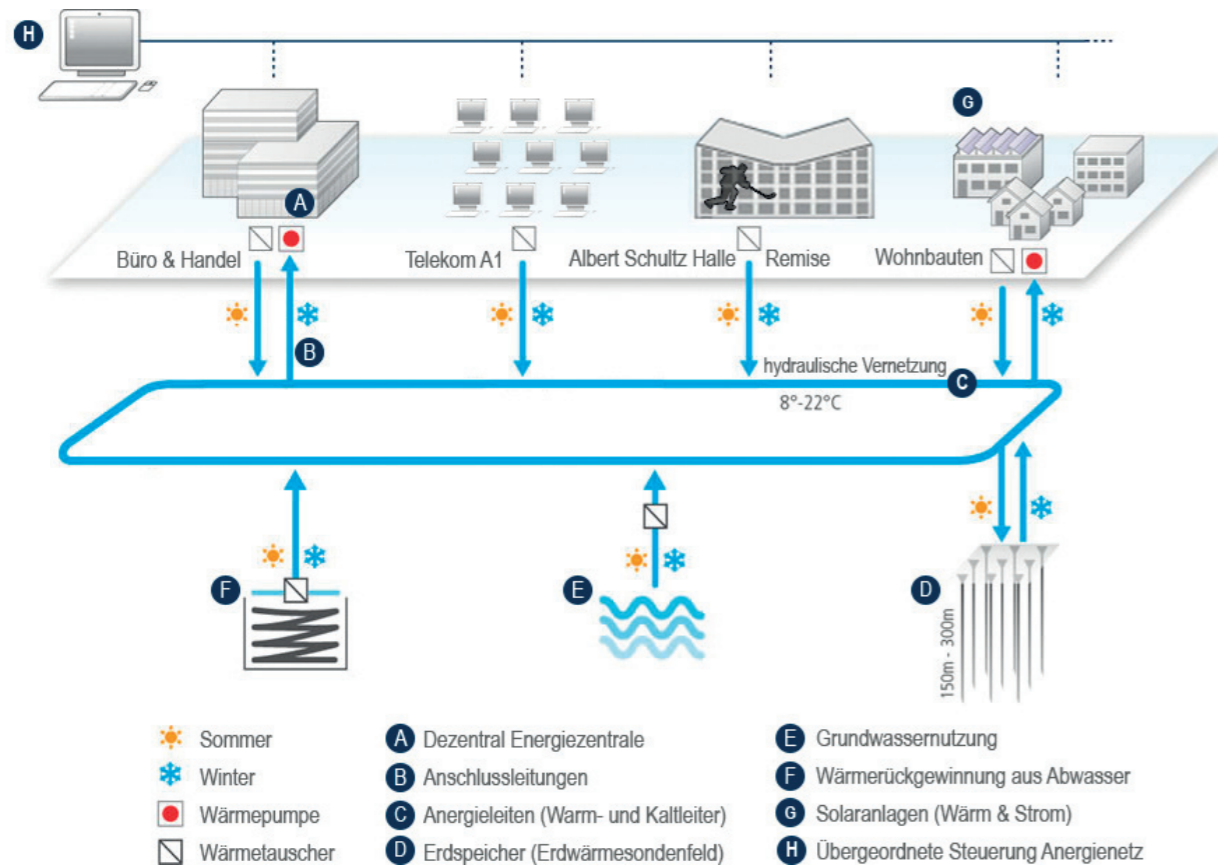 H
G
A
Büro & Handel
Telekom A1
Albert Schultz Halle
Remise
Wohnbauten
B
hydraulische Vernetzung
C
8°-22°C
F
E
D
150m - 300m
Sommer
Winter
Wärmepumpe
Wärmetauscher
A Dezentral Energiezentrale
B Anschlussleitungen
C Anergieleiten (Warm- und Kaltleiter)
D Erdspeicher (Erdwärmesondenfeld)
E Grundwassernutzung
F Wärmerückgewinnung aus Abwasser
G Solaranlagen (Wärm & Strom)
H Übergeordnete Steuerung Anergienetz